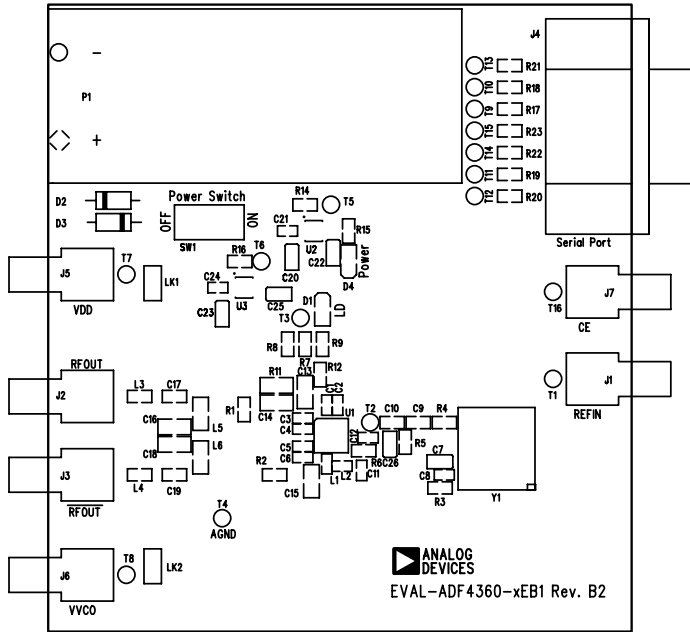 J4
T13 R21
P1
T10 R18
T9 R17
T15 R23
T14 R22
T11 R19
T12 R20
Serial Port
D2
D3
Power Switch
OFF
ON
SW1
R14
T5
C21
U2
R15
R16
T6
C20
C22
D4
Power
J5
VDD
T7
LK1
C24
U3
C23
C25
D1
LD
T3
T16
J7
CE
R8
R7
R9
J2
RFOUT
L3
C17
R11
C13
R12
C1
C2
T1
J1
REFIN
C16
L5
R1
C14
C3
C4
U1
T2
C10
C9
R4
C12
R5
C18
L6
C5
C6
R6
C26
C7
C8
R3
Y1
J3
RFOUT
L4
C19
R2
C15
L1
L2
C11
T4
AGND
J6
VVCO
T8
LK2
ANALOG
DEVICES
EVAL-ADF4360-xEB1 Rev. B2